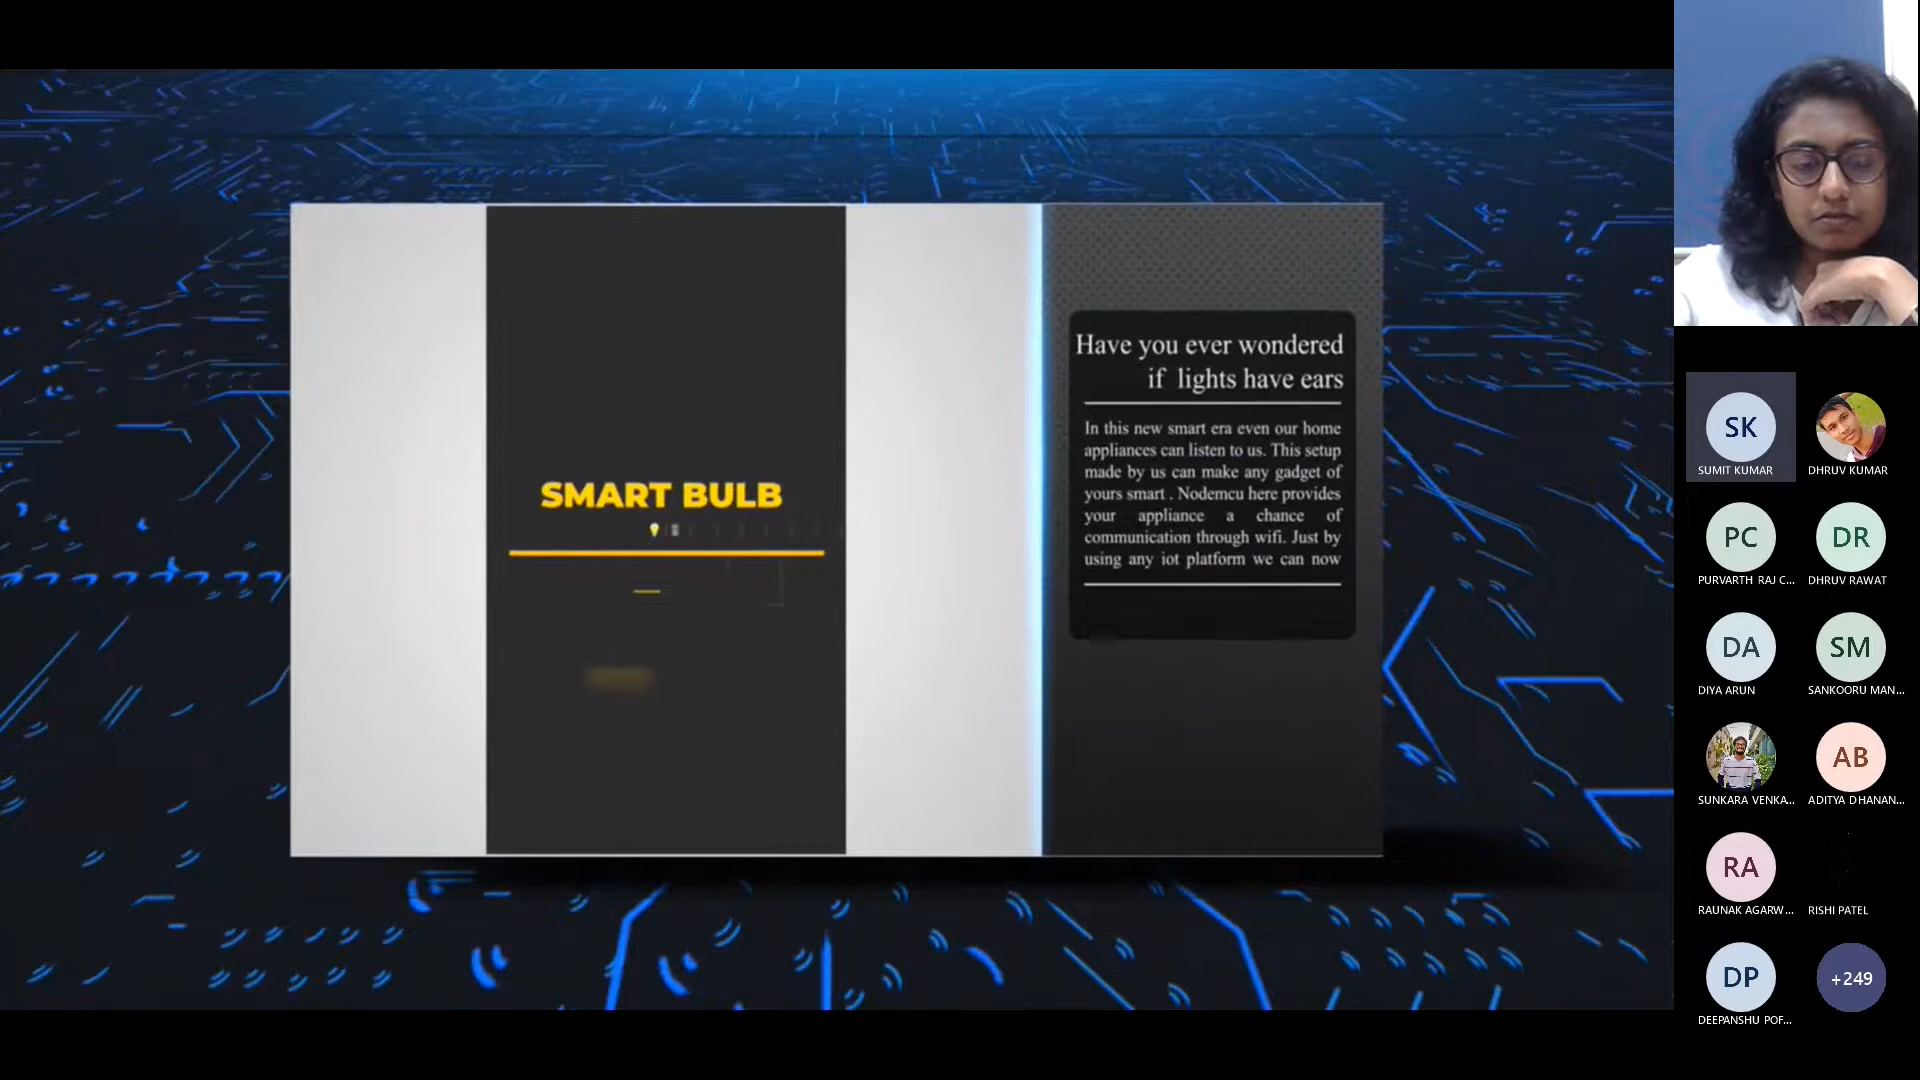 SMART BULB
Have you ever wondered
if lights have ears
In this new smart era even our home
appliances can listen to us. This setup
made by us can make any gadget of
yours smart . Nodemcu here provides
your appliance a chance of
communication through wifi. Just by
using any iot platform we can now
SK
SUMIT KUMAR
DHRUV KUMAR
PC
PURVARTH RAJ C...
DR
DHRUV RAWAT
DA
DIYA ARUN
SM
SANKOORU MAN...
SUNKARA VENKA...
AB
ADITYA DHANAN...
RA
RAUNAK AGARW...
RISHI PATEL
DP
DEEPANSHU POF...
+249